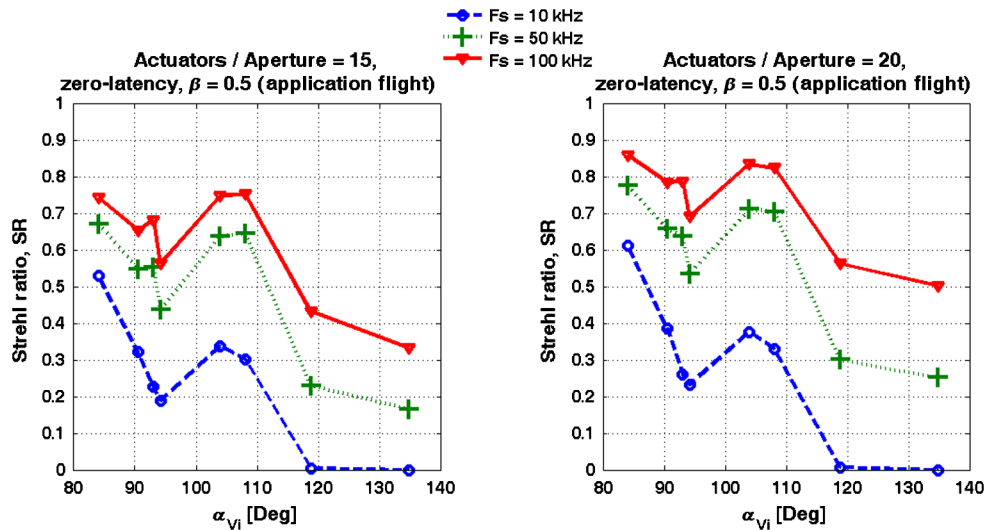 Fs = 10 kHz
Fs = 50 kHz
Fs = 100 kHz
Actuators / Aperture = 15,
zero-latency, β = 0.5 (application flight)
1
0.9
0.8
0.7
0.6
0.5
0.4
0.3
0.2
0.1
0
Strehl ratio, SR
80 90 100 110 120 130 140
αVi [Deg]
Actuators / Aperture = 20,
zero-latency, β = 0.5 (application flight)
1
0.9
0.8
0.7
0.6
0.5
0.4
0.3
0.2
0.1
0
Strehl ratio, SR
80 90 100 110 120 130 140
αVi [Deg]